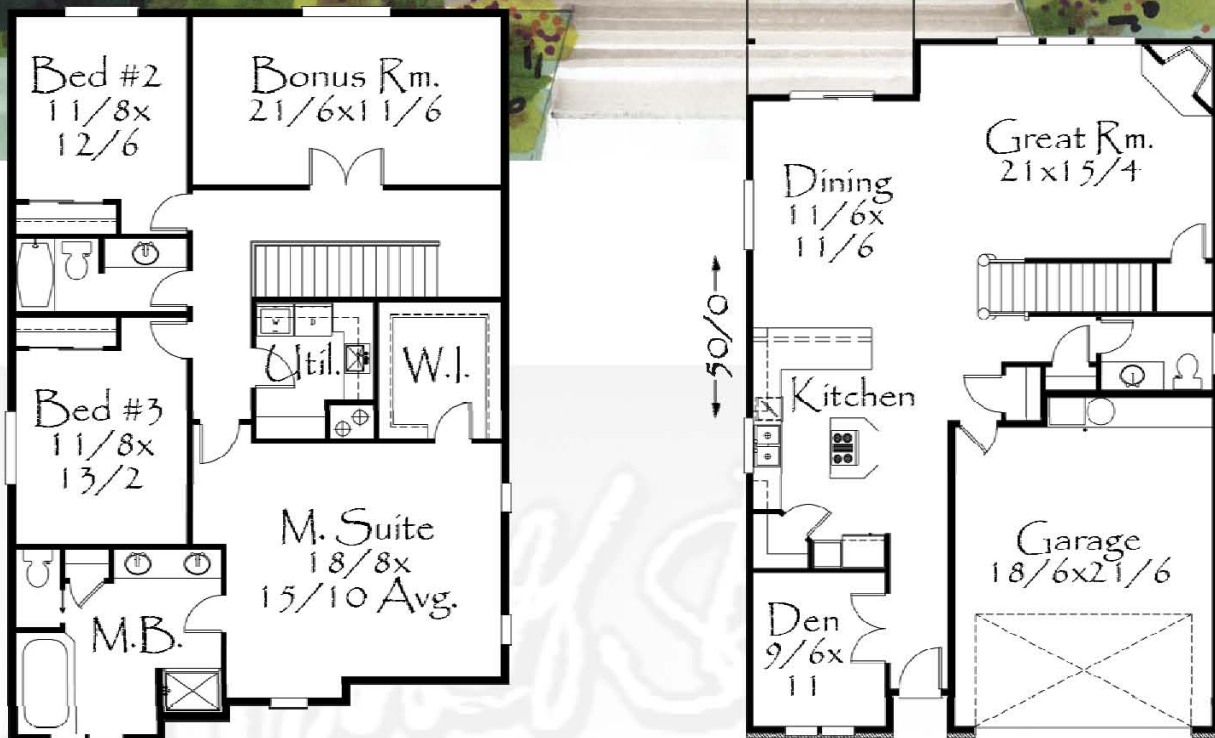 Bed #2
11/8x
12/6
Bonus Rm.
21/6x11/6
W
D
Util.
W.I.
Bed #3
11/8x
13/2
M. Suite
18/8x
15/10 Avg.
M.B.
Great Rm.
21x15/4
Dining
11/6x
11/6
50/0
Kitchen
Garage
18/6x21/6
Den
9/6x
11